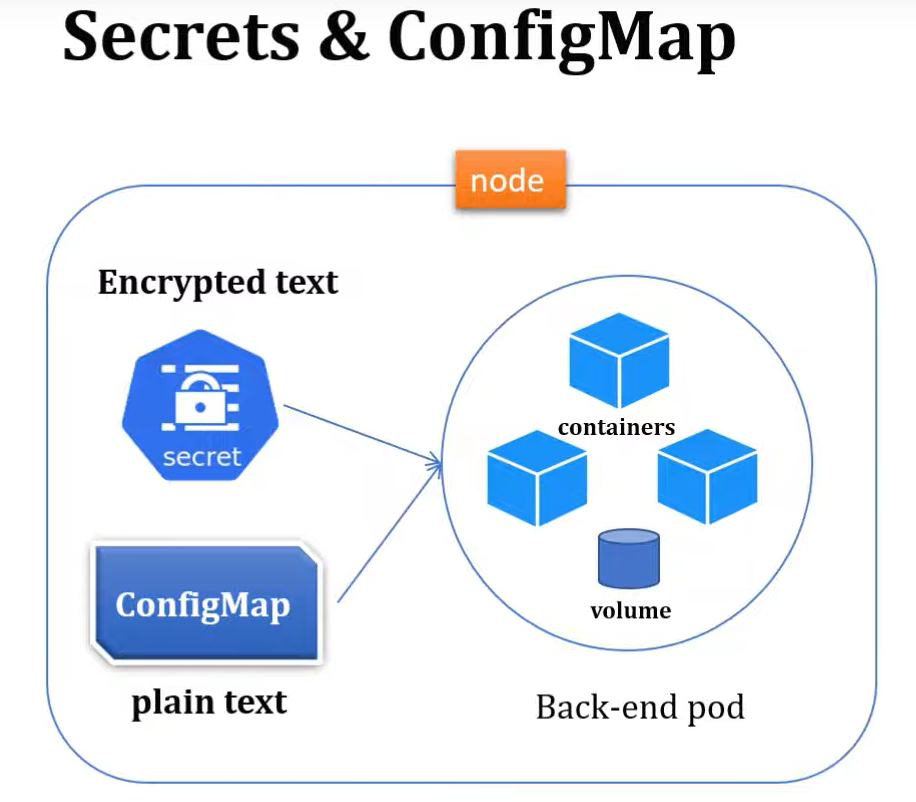 Secrets & ConfigMap
node
Encrypted text
secret
containers
ConfigMap
volume
plain text
Back-end pod